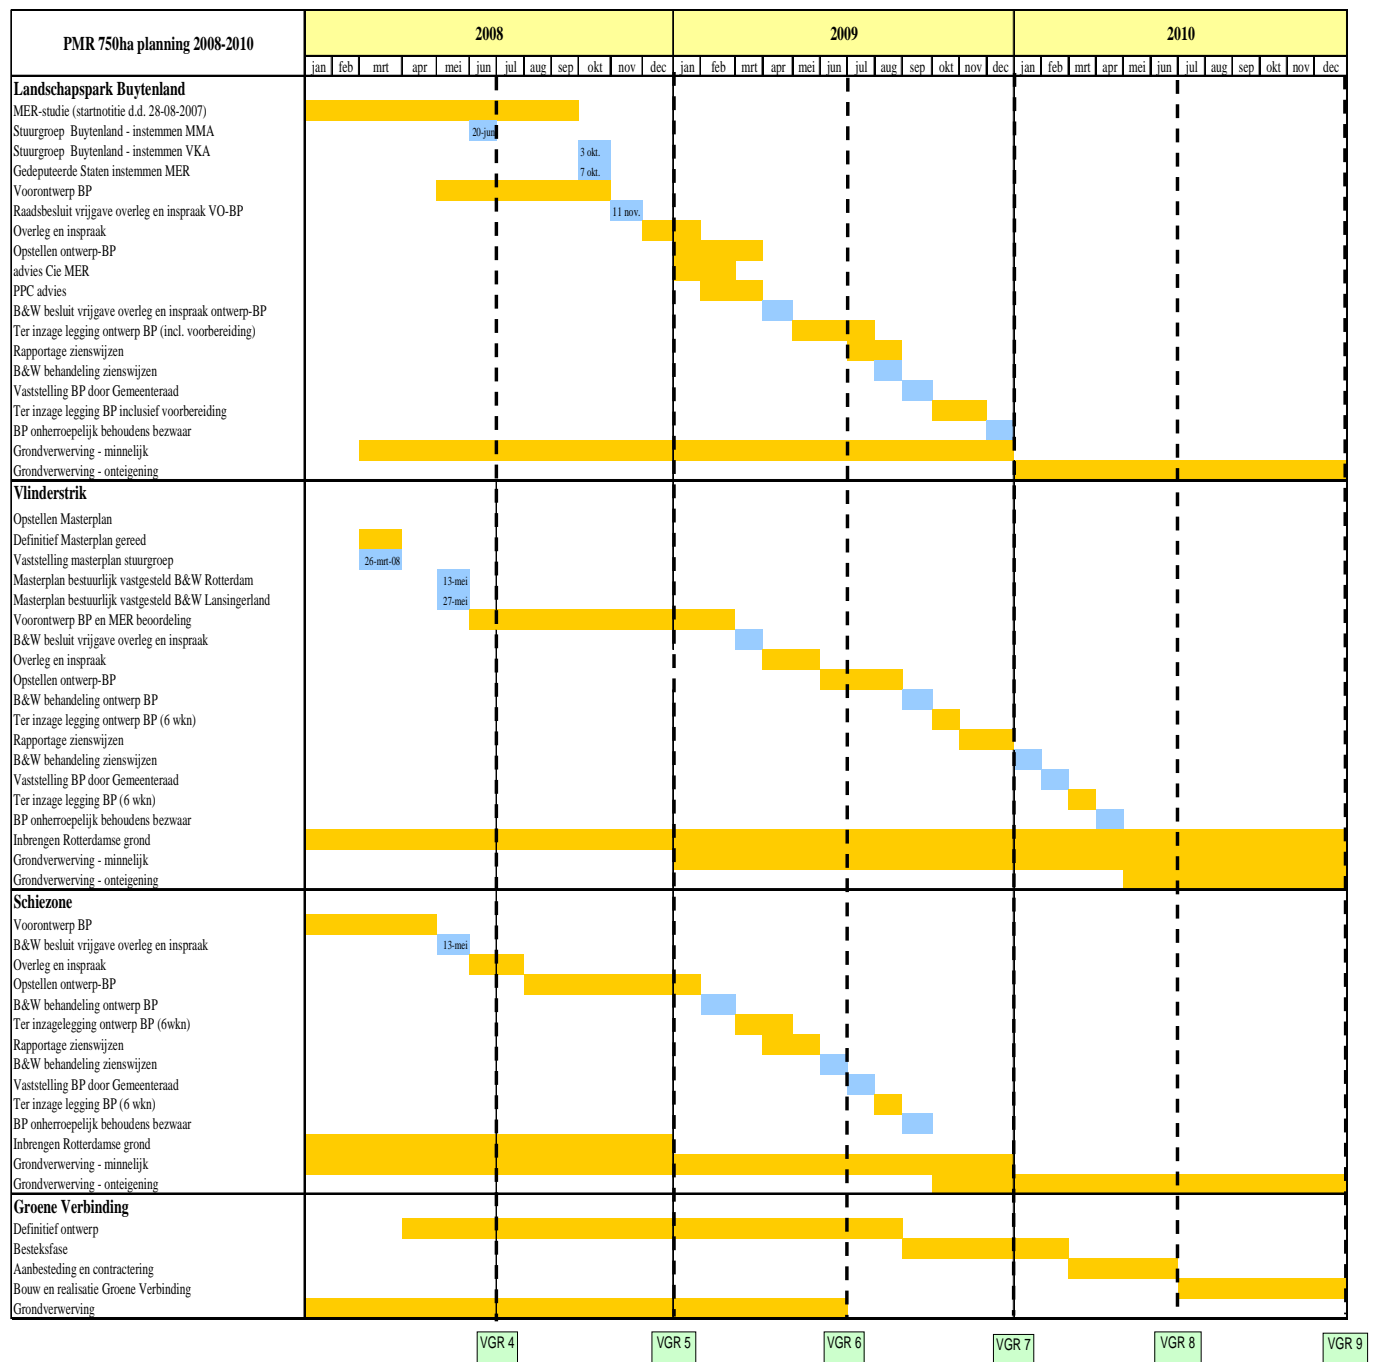 PMR 750ha planning 2008-2010
2008 2009 2010
jan feb mrt apr mei jun jul aug sep okt nov dec jan feb mrt apr mei jun jul aug sep okt nov dec jan feb mrt apr mei jun jul aug sep okt nov dec
Landschapspark Buytenland
MER-studie (startnotitie d.d. 28-08-2007)
Stuurgroep Buytenland - instemmen MMA 20-jun
Stuurgroep Buytenland - instemmen VKA 3 okt.
Gedeputeerde Staten instemmen MER 7 okt.
Voorontwerp BP
Raadsbesluit vrijgave overleg en inspraak VO-BP 11 nov.
Overleg en inspraak
Opstellen ontwerp-BP
advies Cie MER
PPC advies
B&W besluit vrijgave overleg en inspraak ontwerp-BP
Ter inzage legging ontwerp BP (incl. voorbereiding)
Rapportage zienswijzen
B&W behandeling zienswijzen
Vaststelling BP door Gemeenteraad
Ter inzage legging BP inclusief voorbereiding
BP onherroepelijk behoudens bezwaar
Grondverwerving - minnelijk
Grondverwerving - onteigening
Vlinderstrik
Opstellen Masterplan
Definitief Masterplan gereed
Vaststelling masterplan stuurgroep 26-mrt-08
Masterplan bestuurlijk vastgesteld B&W Rotterdam 13-mei
Masterplan bestuurlijk vastgesteld B&W Lansingerland 27-mei
Voorontwerp BP en MER beoordeling
B&W besluit vrijgave overleg en inspraak
Overleg en inspraak
Opstellen ontwerp-BP
B&W behandeling ontwerp BP
Ter inzage legging ontwerp BP (6 wkn)
Rapportage zienswijzen
B&W behandeling zienswijzen
Vaststelling BP door Gemeenteraad
Ter inzage legging BP (6 wkn)
BP onherroepelijk behoudens bezwaar
Inbrengen Rotterdamse grond
Grondverwerving - minnelijk
Grondverwerving - onteigening
Schiezone
Voorontwerp BP
B&W besluit vrijgave overleg en inspraak 13-mei
Overleg en inspraak
Opstellen ontwerp-BP
B&W behandeling ontwerp BP
Ter inzagelegging ontwerp BP (6wkn)
Rapportage zienswijzen
B&W behandeling zienswijzen
Vaststelling BP door Gemeenteraad
Ter inzage legging BP (6 wkn)
BP onherroepelijk behoudens bezwaar
Inbrengen Rotterdamse grond
Grondverwerving - minnelijk
Grondverwerving - onteigening
Groene Verbinding
Definitief ontwerp
Besteksfase
Aanbesteding en contractering
Bouw en realisatie Groene Verbinding
Grondverwerving
VGR 4 VGR 5 VGR 6 VGR 7 VGR 8 VGR 9